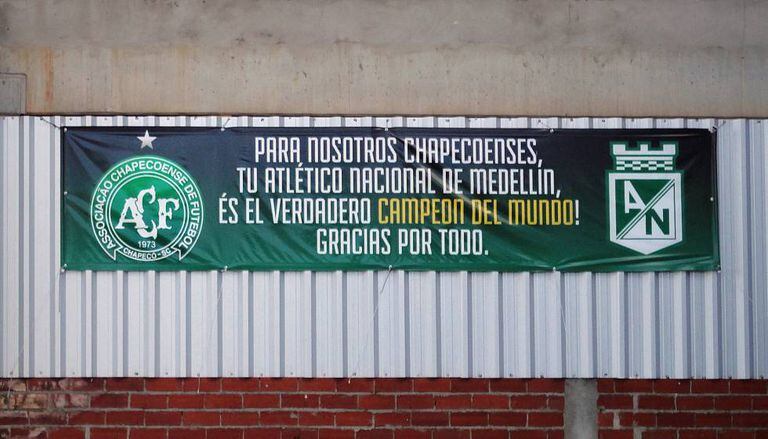 PARA NOSOTROS CHAPECOENSES,
TU ATLÉTICO NACIONAL DE MEDELLÍN,
ÉS EL VERDADERO CAMPEON DEL MUNDO!
GRACIAS POR TODO.
ASSOCIAÇÃO CHAPECOENSE DE FUTEBOL
ACF
1973
CHAPECÓ - SC
AN